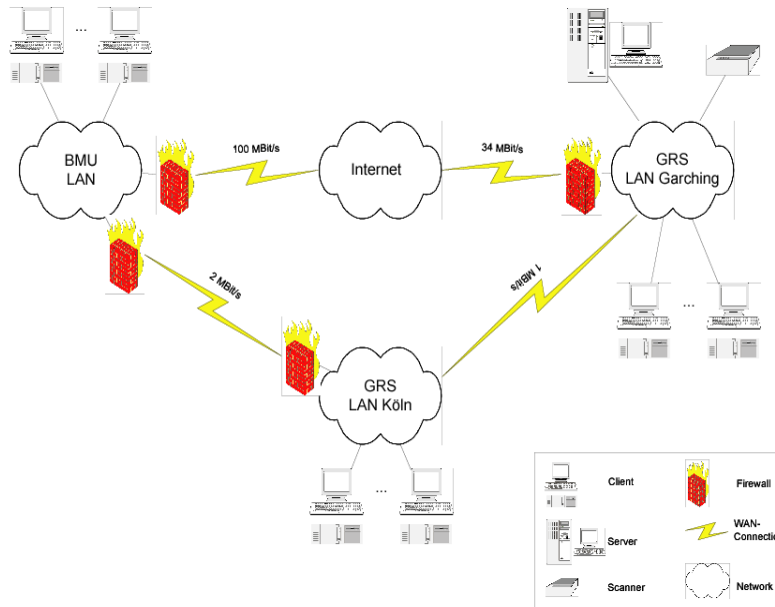 ...
...
BMU
LAN
100 MBit/s
Internet
34 MBit/s
GRS
LAN Garching
2 MBit/s
1 MBit/s
...
GRS
LAN Köln
...
Client
Firewall
Server
WAN-
Connectio
Scanner
Network